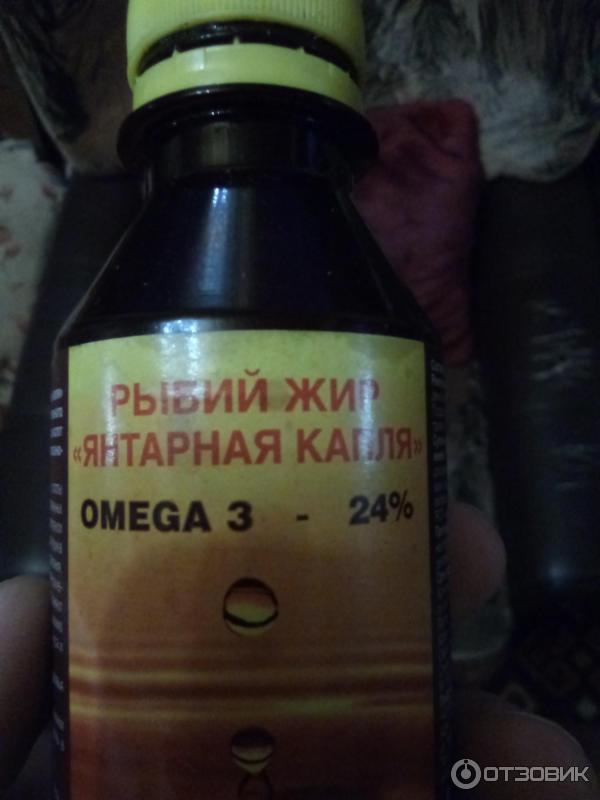 РЫБИЙ ЖИР
«ЯНТАРНАЯ КАПЛЯ»
OMEGA 3 - 24%
ОТЗОВИК